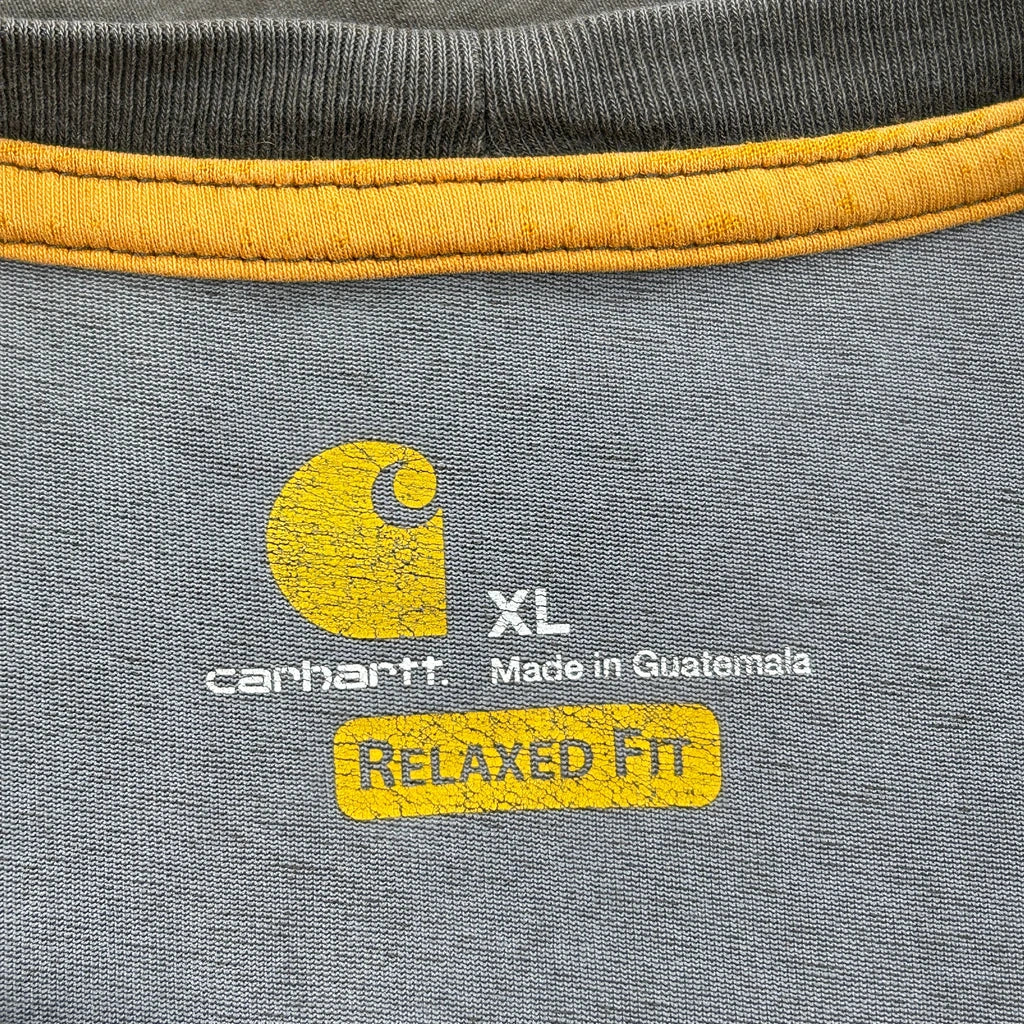 XL
carhartt.
Made in Guatemala
RELAXED FIT